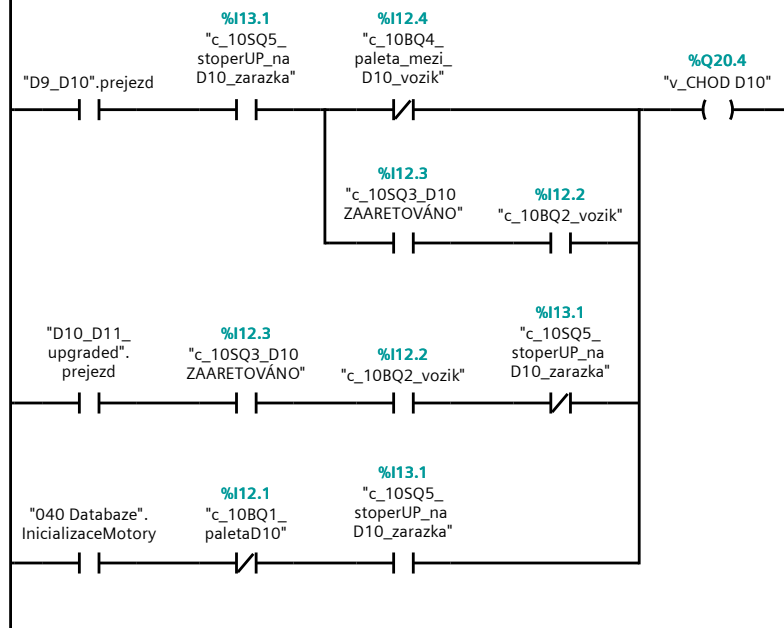 %I13.1
"c_10SQ5_
stoperUP_na
D10_zarazka"
%I12.4
"c_10BQ4_
paleta_mezi_
D10_vozik"
"D9_D10".prejezd
%Q20.4
"v_CHOD D10"
%I12.3
"c_10SQ3_D10
ZAARETOVÁNO"
%I12.2
"c_10BQ2_vozik"
"D10_D11_
upgraded".
prejezd
%I12.3
"c_10SQ3_D10
ZAARETOVÁNO"
%I12.2
"c_10BQ2_vozik"
%I13.1
"c_10SQ5_
stoperUP_na
D10_zarazka"
"040 Databaze".
InicializaceMotory
%I12.1
"c_10BQ1_
paletaD10"
%I13.1
"c_10SQ5_
stoperUP_na
D10_zarazka"